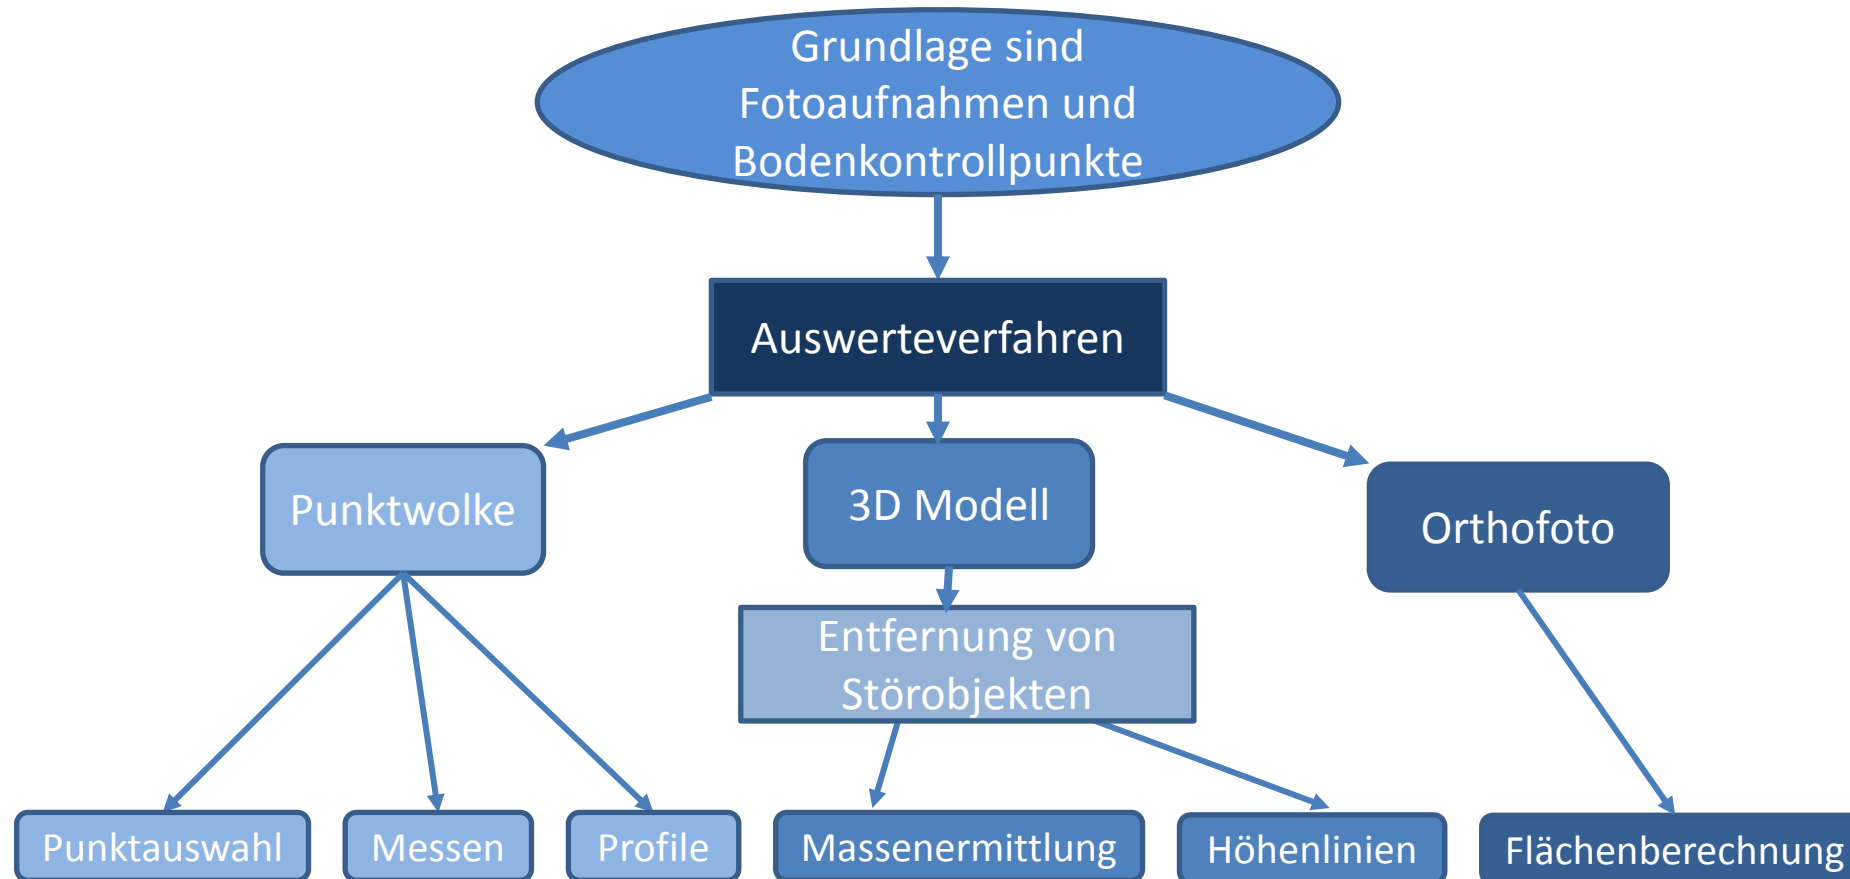 Grundlage sind
Fotoaufnahmen und
Bodenkontrollpunkte
Auswerteverfahren
Punktwolke
3D Modell
Orthofoto
Entfernung von
Störobjekten
Punktauswahl
Messen
Profile
Massenermittlung
Höhenlinien
Flächenberechnung